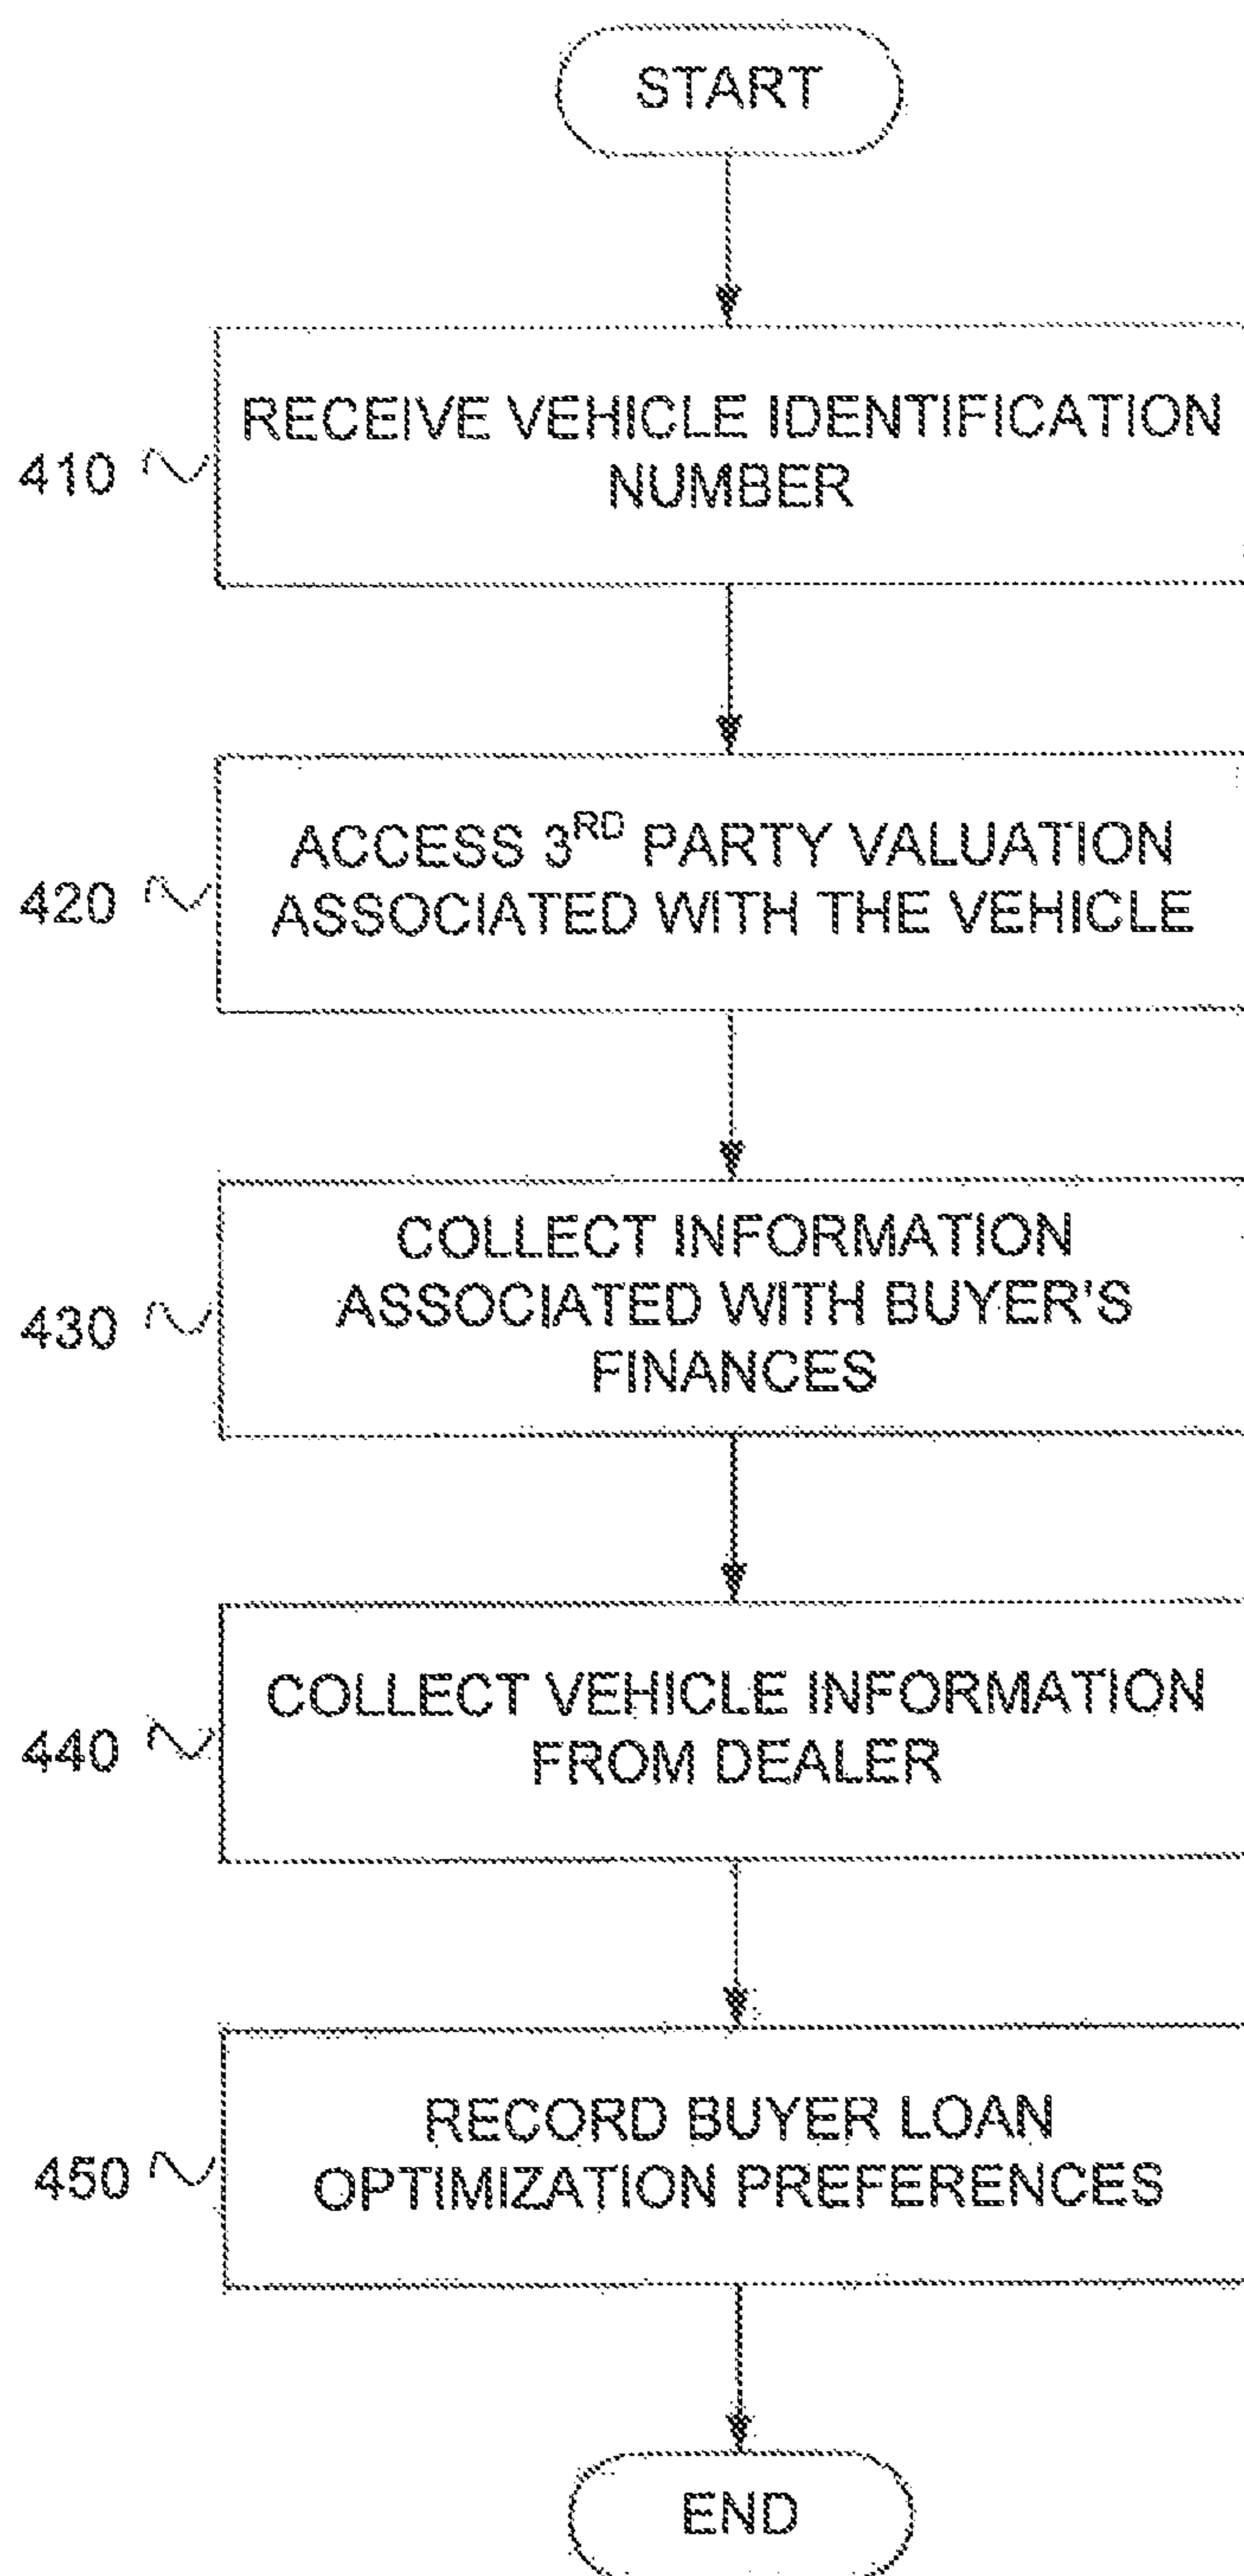 START
410
RECEIVE VEHICLE IDENTIFICATION
NUMBER
420
ACCESS 3RD PARTY VALUATION
ASSOCIATED WITH THE VEHICLE
430
COLLECT INFORMATION
ASSOCIATED WITH BUYER'S
FINANCES
440
COLLECT VEHICLE INFORMATION
FROM DEALER
450
RECORD BUYER LOAN
OPTIMIZATION PREFERENCES
END